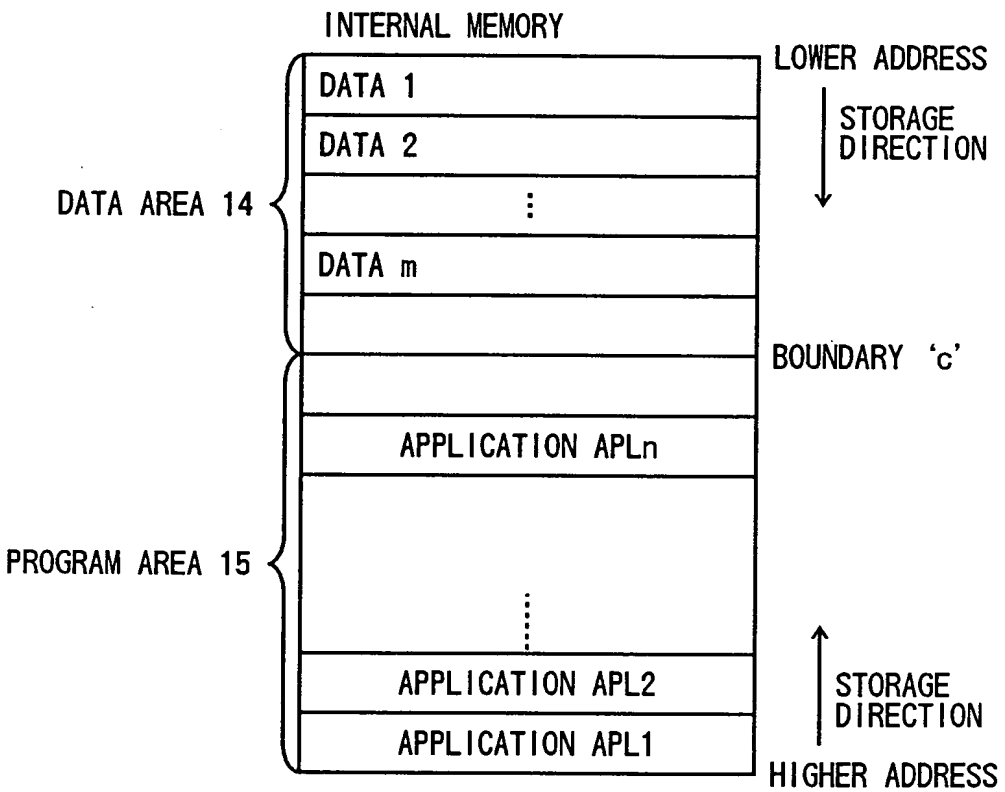 INTERNAL MEMORY
LOWER ADDRESS
DATA 1
STORAGE
DIRECTION
DATA 2
DATA AREA 14
⋮
DATA m
BOUNDARY ‘c’
APPLICATION APLn
PROGRAM AREA 15
APPLICATION APL2
STORAGE
DIRECTION
APPLICATION APL1
HIGHER ADDRESS